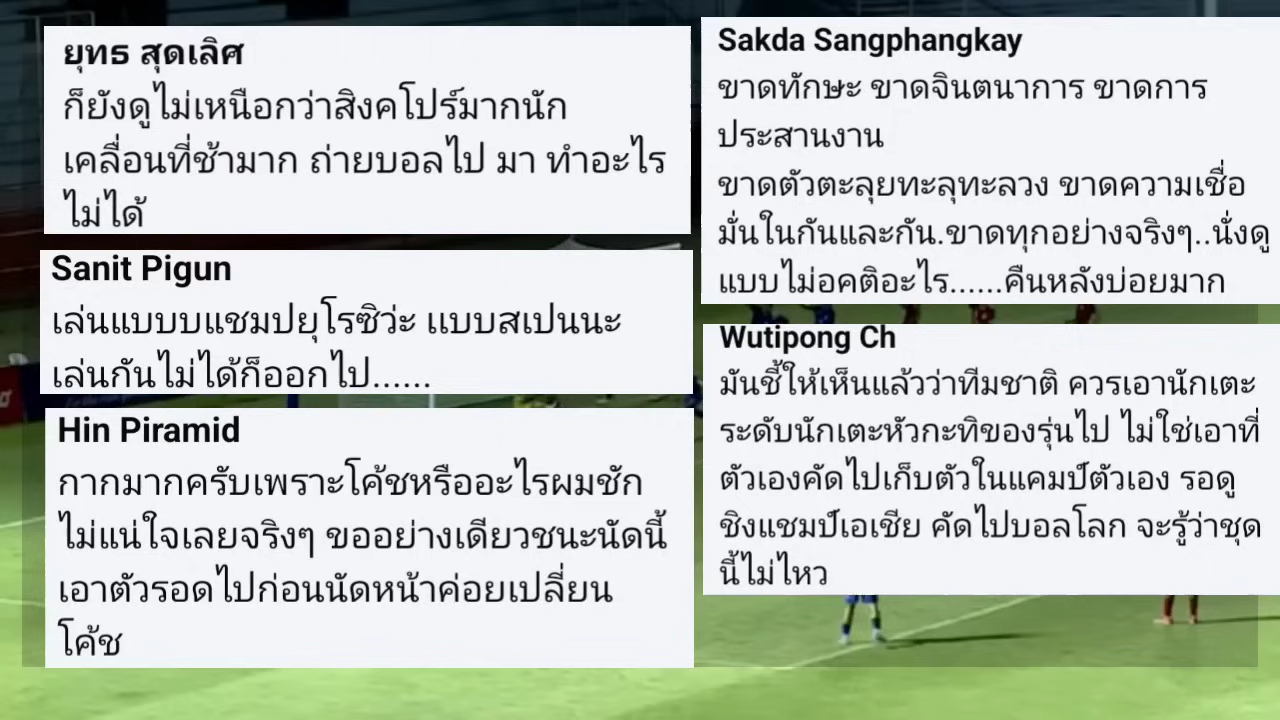 ยุทธ สุดเลิศ
ก็ยังดูไม่เหนือกว่าสิงคโปร์มากนัก
เคลื่อนที่ช้ามาก ถ่ายบอลไป มา ทำอะไร
ไม่ได้
Sanit Pigun
เล่นแบบบแชมปยุโรซิว่ะ แบบสเปนนะ
เล่นกันไม่ได้ก็ออกไป......
Hin Piramid
กากมากครับเพราะโค้ชหรืออะไรผมชัก
ไม่แน่ใจเลยจริงๆ ขออย่างเดียวชนะนัดนี้
เอาตัวรอดไปก่อนนัดหน้าค่อยเปลี่ยน
โค้ช
Sakda Sangphangkay
ขาดทักษะ ขาดจินตนาการ ขาดการ
ประสานงาน
ขาดตัวตะลุยทะลุทะลวง ขาดความเชื่อ
มั่นในกันและกัน.ขาดทุกอย่างจริงๆ..นั่งดู
แบบไม่อคติอะไร......คืนหลังบ่อยมาก
Wutipong Ch
มันชี้ให้เห็นแล้วว่าทีมชาติ ควรเอานักเตะ
ระดับนักเตะหัวกะทิของรุ่นไป ไม่ใช่เอาที่
ตัวเองคัดไปเก็บตัวในแคมป์ตัวเอง รอดู
ชิงแชมป์เอเชีย คัดไปบอลโลก จะรู้ว่าชุด
นี้ไม่ไหว